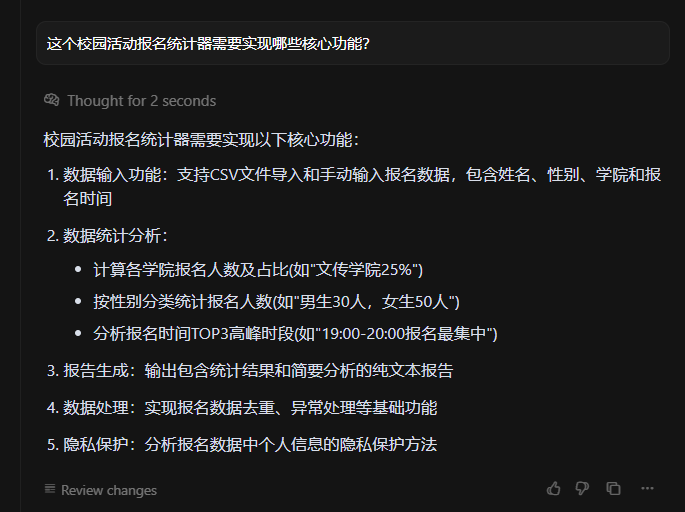 这个校园活动报名统计器需要实现哪些核心功能?
Thought for 2 seconds
校园活动报名统计器需要实现以下核心功能：
1. 数据输入功能：支持CSV文件导入和手动输入报名数据，包含姓名、性别、学院和报
名时间
2. 数据统计分析：
• 计算各学院报名人数及占比(如"文传学院25%")
• 按性别分类统计报名人数(如"男生30人，女生50人")
• 分析报名时间TOP3高峰时段(如"19:00-20:00报名最集中")
3. 报告生成：输出包含统计结果和简要分析的纯文本报告
4. 数据处理：实现报名数据去重、异常处理等基础功能
5. 隐私保护：分析报名数据中个人信息的隐私保护方法
Review changes